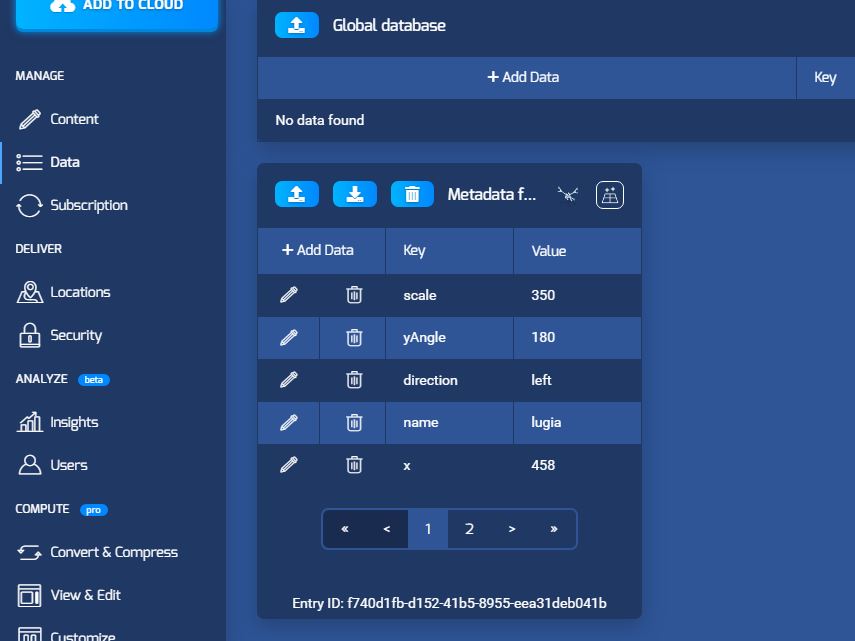 ADD TO CLOUD
MANAGE
Content
Data
Subscription
DELIVER
Locations
Security
ANALYZE beta
Insights
Users
COMPUTE pro
Convert & Compress
View & Edit
Customize
Global database
+ Add Data Key
No data found
Metadata f...
+ Add Data Key Value
scale 350
yAngle 180
direction left
name lugia
x 458
« < 1 2 > »
Entry ID: f740d1fb-d152-41b5-8955-eea31deb041b